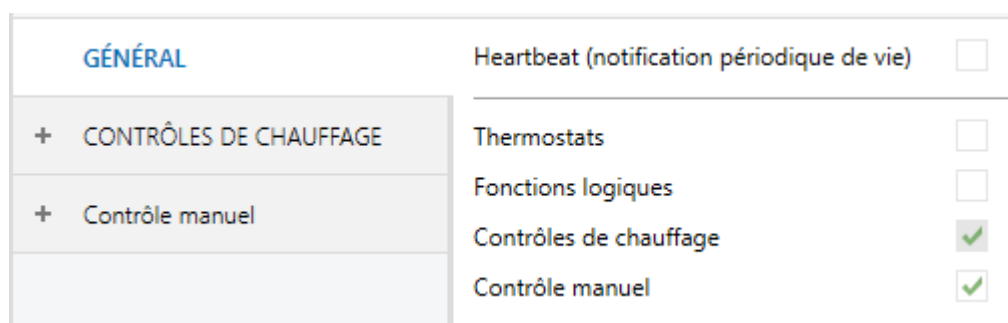 GÉNÉRAL
Heartbeat (notification périodique de vie)
+ CONTRÔLES DE CHAUFFAGE
Thermostats
Fonctions logiques
+ Contrôle manuel
Contrôles de chauffage
Contrôle manuel